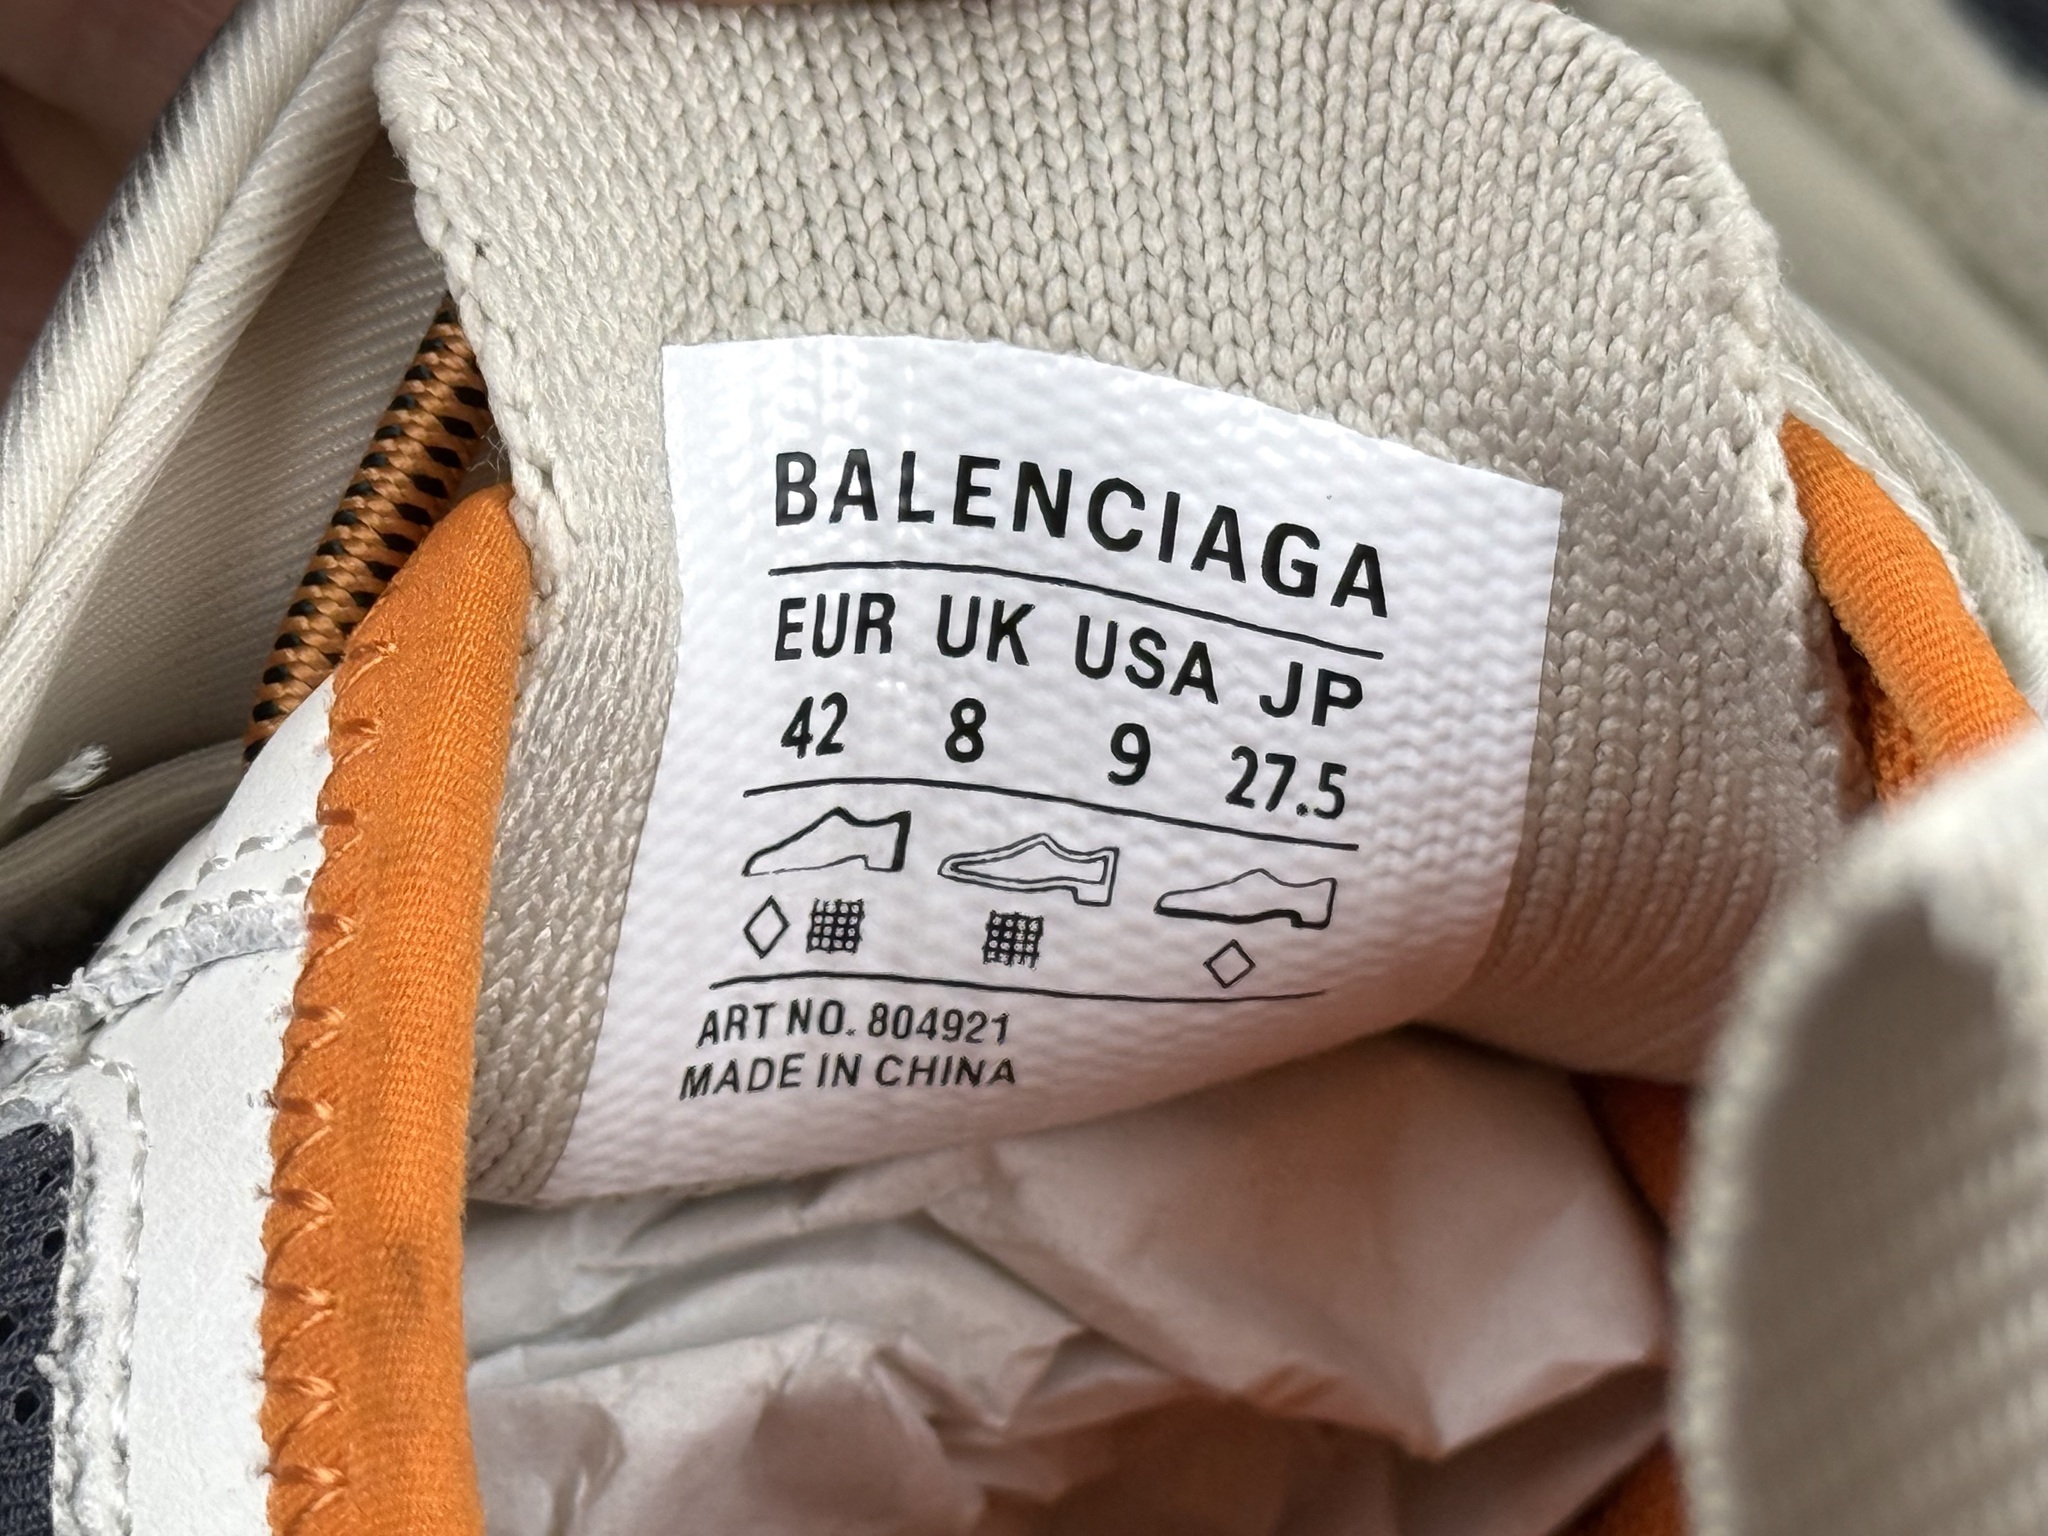 BALENCIAGA
EUR UK USA JP
42 8 9 27.5
ART NO. 804921
MADE IN CHINA